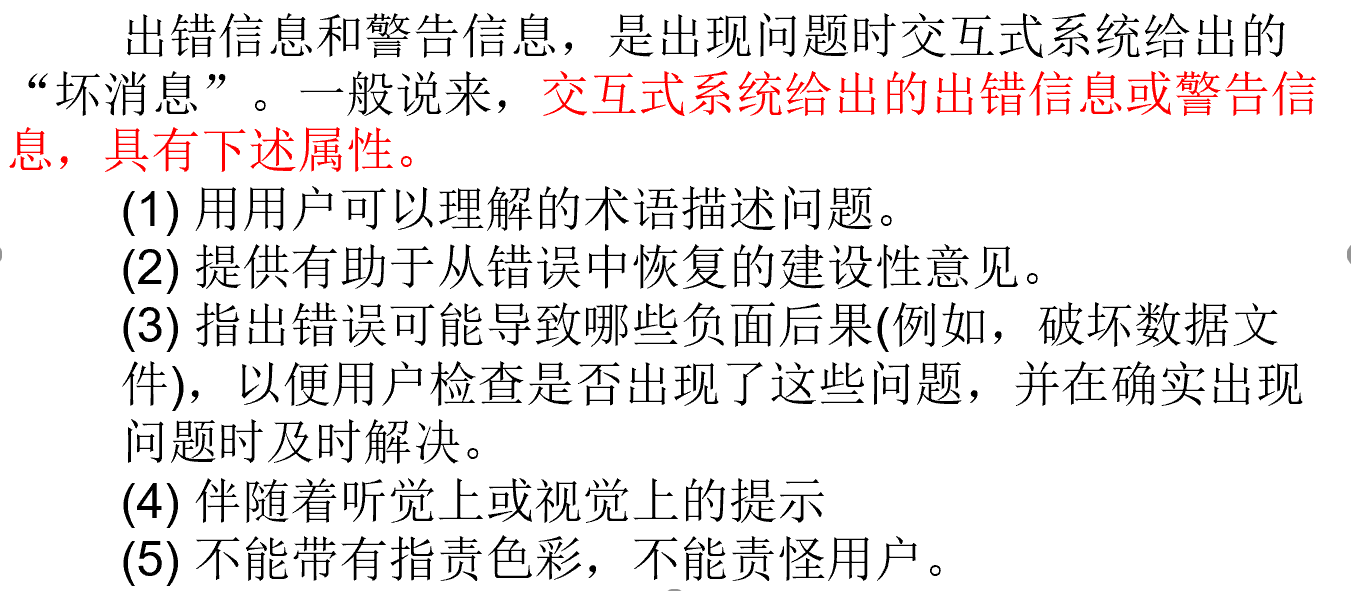 出错信息和警告信息，是出现问题时交互式系统给出的
“坏消息”。一般说来，交互式系统给出的出错信息或警告信
息，具有下述属性。
(1) 用用户可以理解的术语描述问题。
(2) 提供有助于从错误中恢复的建设性意见。
(3) 指出错误可能导致哪些负面后果(例如，破坏数据文
件)，以便用户检查是否出现了这些问题，并在确实出现
问题时及时解决。
(4) 伴随着听觉上或视觉上的提示
(5) 不能带有指责色彩，不能责怪用户。